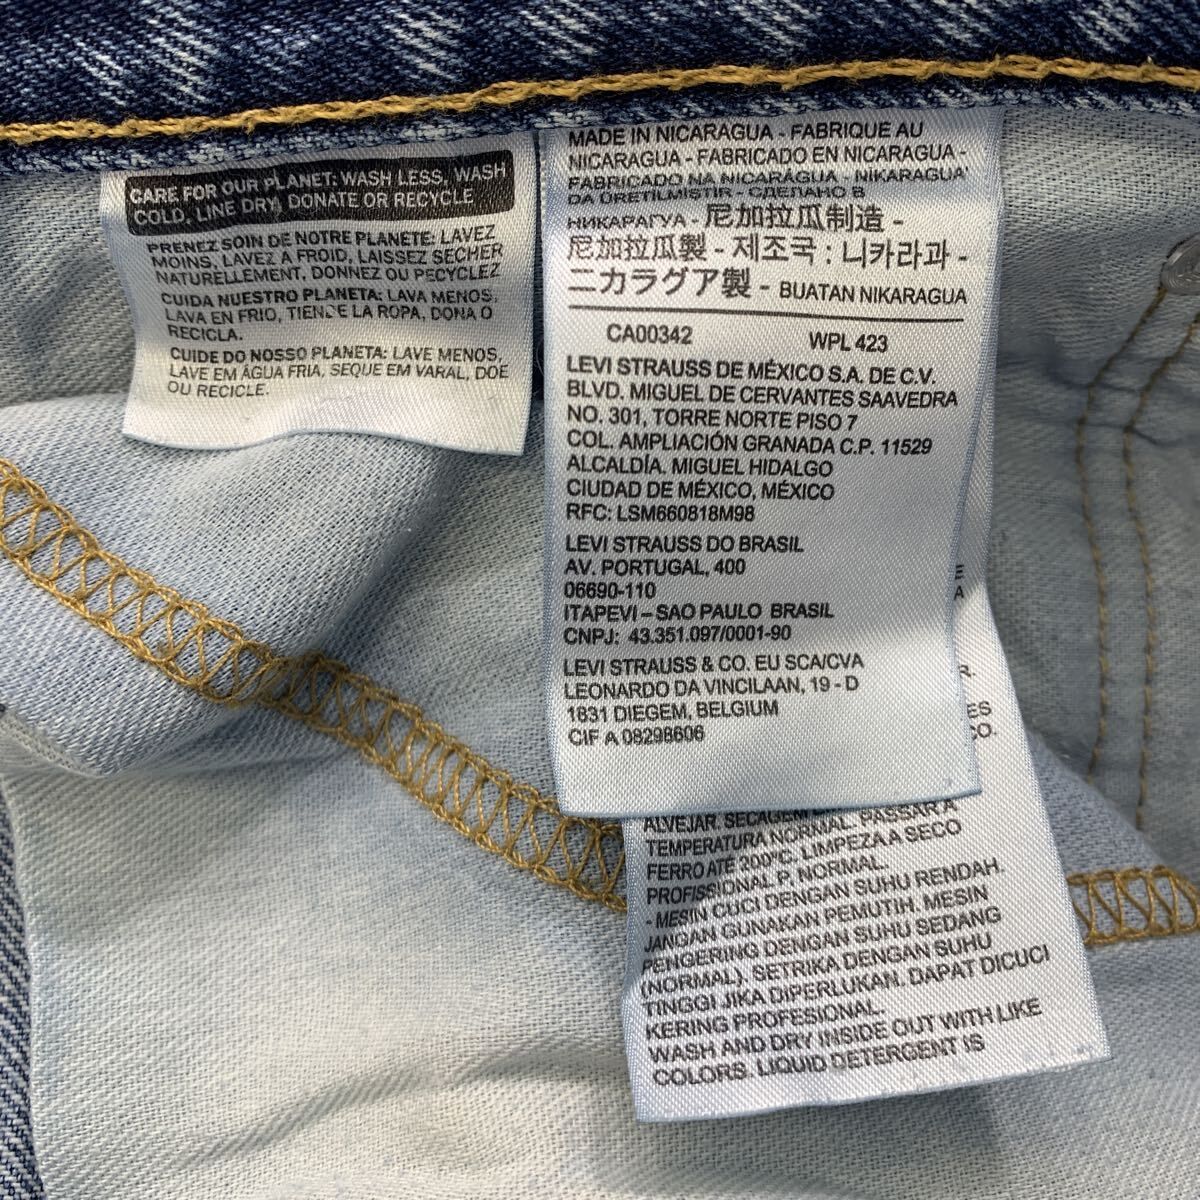 CARE FOR OUR PLANET: WASH LESS, WASH
COLD, LINE DRY, DONATE OR RECYCLE
PRENEZ SOIN DE NOTRE PLANETE: LAVEZ
MOINS, LAVEZ A FROID, LAISSEZ SECHER
NATURELLEMENT, DONNEZ OU РЕCYCLEZ
CUIDA NUESTRO PLANETA: LAVA MENOS,
LAVA EN FRIO, TIENDE LA ROPA, DONA O
RECICLA.
CUIDE DO NOSSO PLANETA: LAVE MENOS,
LAVE EM ÁGUA FRIA, SEQUE EM VARAL, DOE
OU RECICLE.
MADE IN NICARAGUA - FABRIQUE AU
NICARAGUA - FABRICADO EN NICARAGUA -
FABRICADO NA NICARÁGUA - NIKARAGUA'
DA ÜRETILMISTIR - СДЕЛАНО В
НИКАРАГУА - 尼加拉瓜制造 -
尼加拉瓜製 - 제조국 : 니카라과 -
ニカラグア製 - BUATAN NIKARAGUA
CA00342 WPL 423
LEVI STRAUSS DE MÉXICO S.A. DE C.V.
BLVD. MIGUEL DE CERVANTES SAAVEDRA
NO. 301, TORRE NORTE PISO 7
COL. AMPLIACIÓN GRANADA C.P. 11529
ALCALDÍA. MIGUEL HIDALGO
CIUDAD DE MÉXICO, MÉXICO
RFC: LSM660818M98
LEVI STRAUSS DO BRASIL
AV. PORTUGAL, 400
06690-110
ITAPEVI – SAO PAULO BRASIL
CNPJ: 43.351.097/0001-90
LEVI STRAUSS & CO. EU SCA/CVA
LEONARDO DA VINCILAAN, 19 - D
1831 DIEGEM, BELGIUM
CIF A 08298606
E
A
R.
ES
CO.
ALVEJAR. SECAGEM
TEMPERATURA NORMAL. PASSAR A
FERRO ATÉ 200°C. LIMPEZA A SECO
PROFISSIONAL P. NORMAL.
- MESIN CUCI DENGAN SUHU RENDAH.
JANGAN GUNAKAN PEMUTIH. MESIN
PENGERING DENGAN SUHU SEDANG
(NORMAL). SETRIKA DENGAN SUHU
TINGGI JIKA DIPERLUKAN. DAPAT DICUCI
KERING PROFESIONAL.
WASH AND DRY INSIDE OUT WITH LIKE
COLORS. LIQUID DETERGENT IS